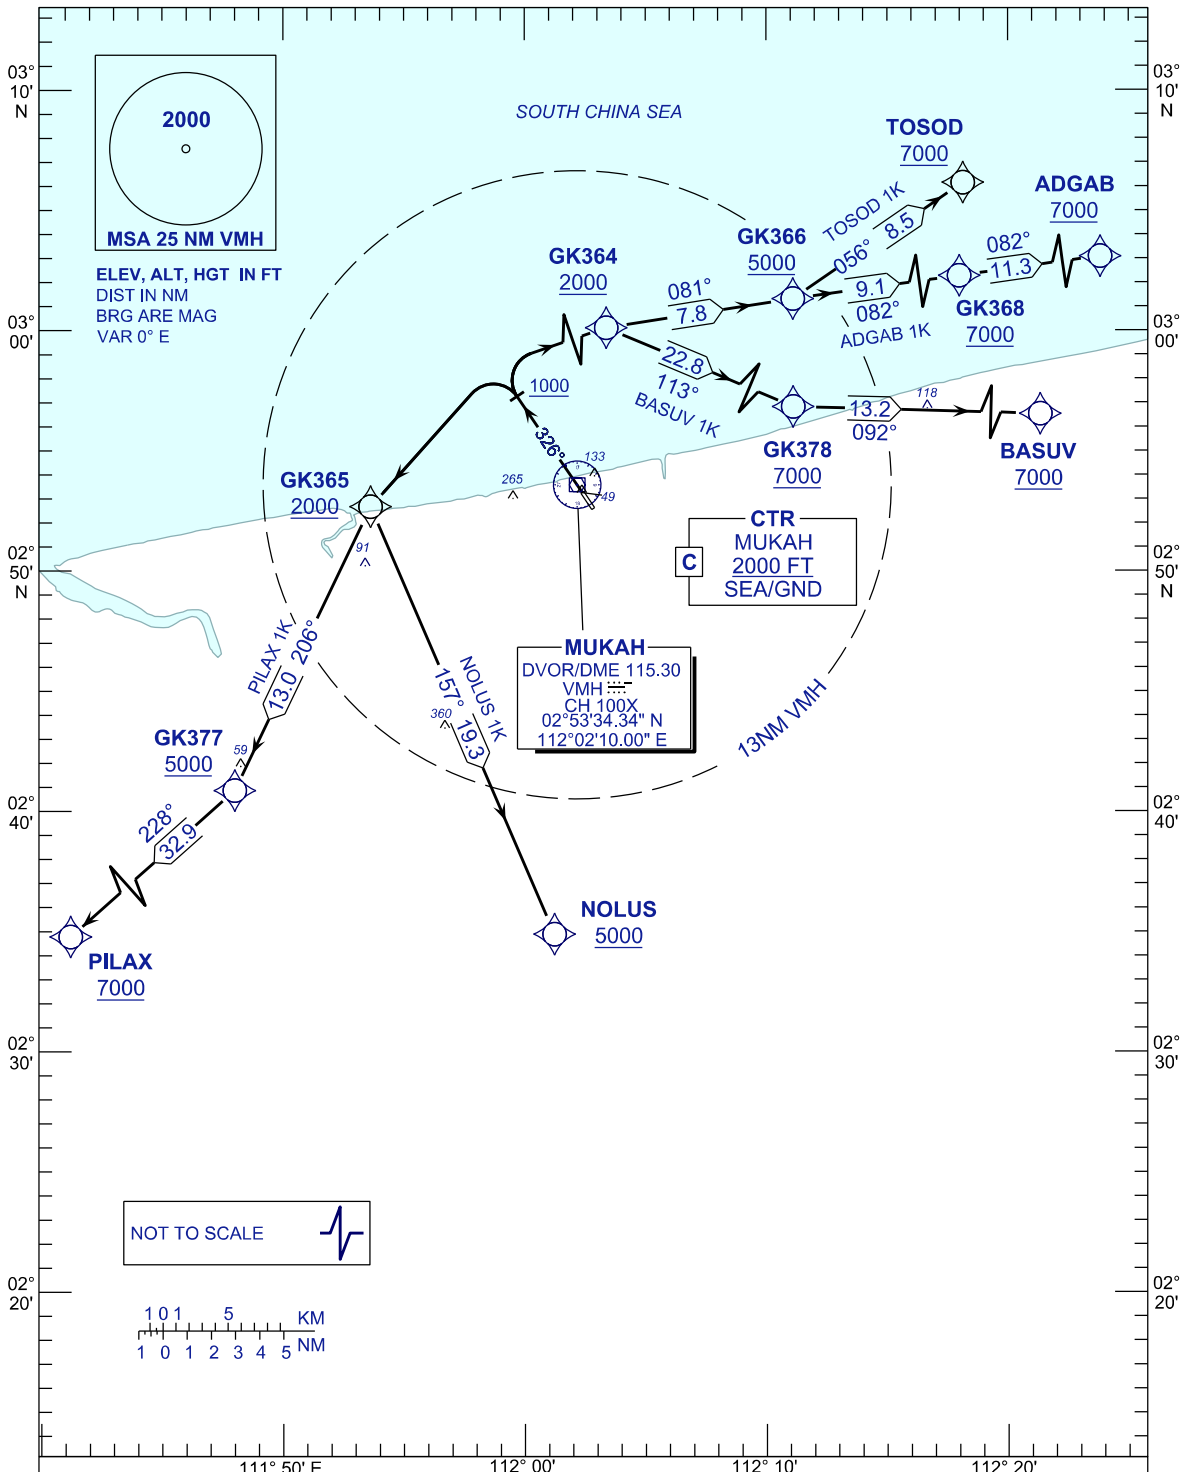 03°
10'
N
03°
10'
N
2000
MSA 25 NM VMH
ELEV, ALT, HGT IN FT
DIST IN NM
BRG ARE MAG
VAR 0° E
SOUTH CHINA SEA
TOSOD
7000
ADGAB
7000
TOSOD 1K
056°
8.5
GK366
5000
GK364
2000
081°
7.8
9.1
082°
ADGAB 1K
082°
11.3
GK368
7000
03°
00'
03°
00'
22.8
113°
BASUV 1K
1000
326°
118
13.2
092°
GK378
7000
BASUV
7000
133
265
49
GK365
2000
91
CTR
MUKAH
2000 FT
SEA/GND
C
02°
50'
N
02°
50'
N
PILAX 1K
13.0 206°
NOLUS 1K
157° 19.3
360
MUKAH
DVOR/DME 115.30
VMH
CH 100X
02°53'34.34" N
112°02'10.00" E
13NM VMH
GK377
5000
59
02°
40'
02°
40'
228°
32.9
PILAX
7000
NOLUS
5000
02°
30'
02°
30'
NOT TO SCALE
02°
20'
02°
20'
1 0 1 5 KM
1 0 1 2 3 4 5 NM
111°50' E
112°00'
112°10'
112°20'